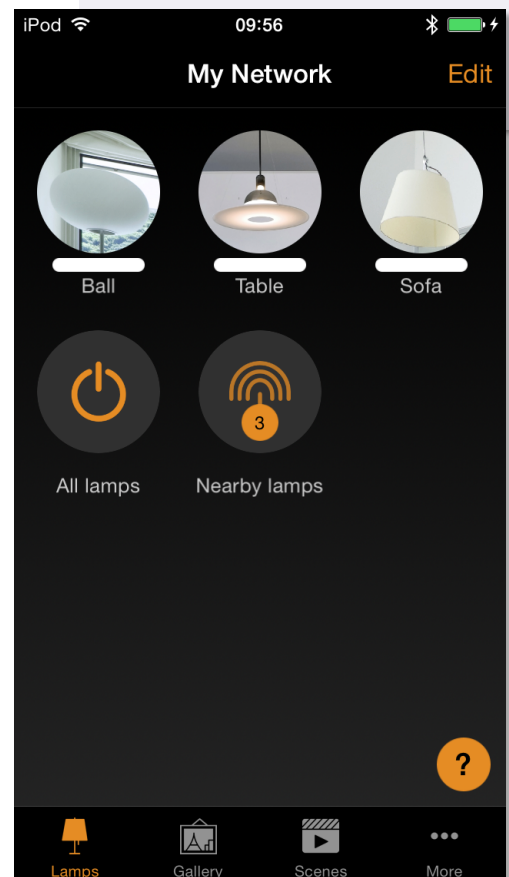 iPod 09:56
My Network Edit
Ball Table Sofa
3
All lamps Nearby lamps
?
Lamps Gallery Scenes More